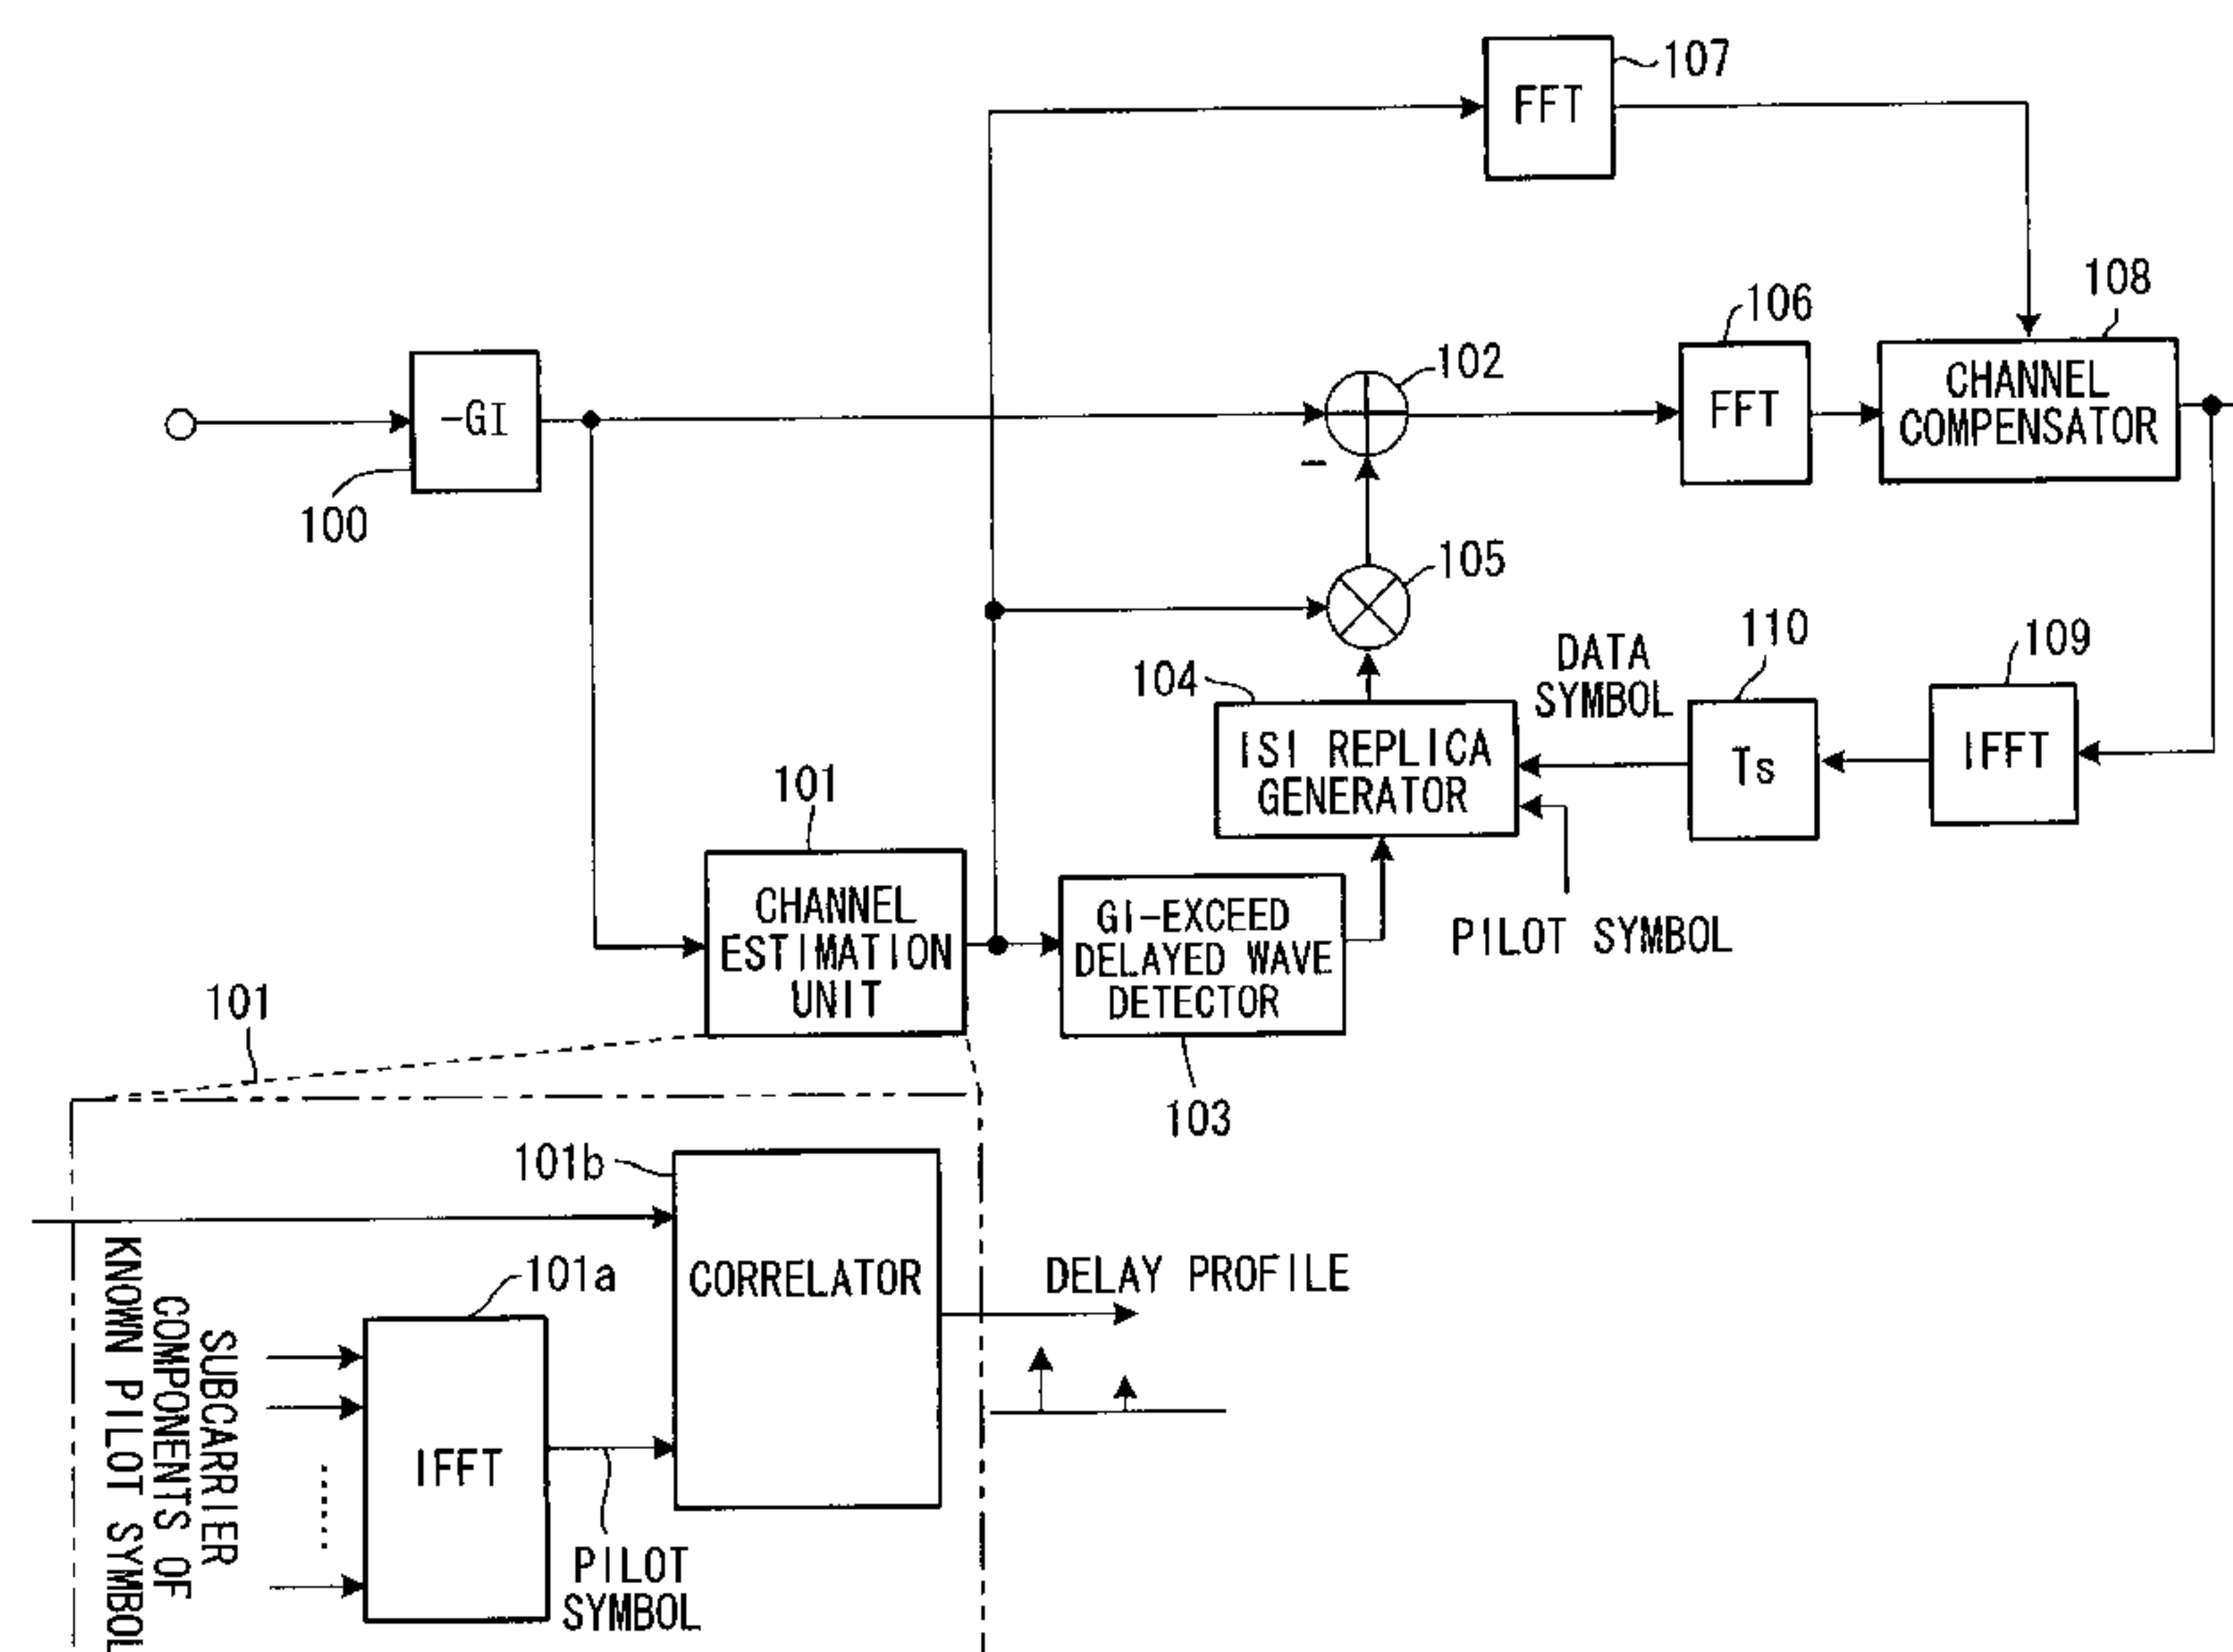 107
FFT
108
106
102
CHANNEL
COMPENSATOR
-GI
FFT
-
100
105
110
109
DATA
SYMBOL
104
ISI REPLICA
GENERATOR
Ts
IFFT
101
CHANNEL
ESTIMATION
UNIT
GI-EXCEED
DELAYED WAVE
DETECTOR
PILOT SYMBOL
101
103
101b
CORRELATOR
DELAY PROFILE
101a
SUBCARRIER
COMPONENTS OF
KNOWN PILOT SYMBOL
IFFT
PILOT
SYMBOL